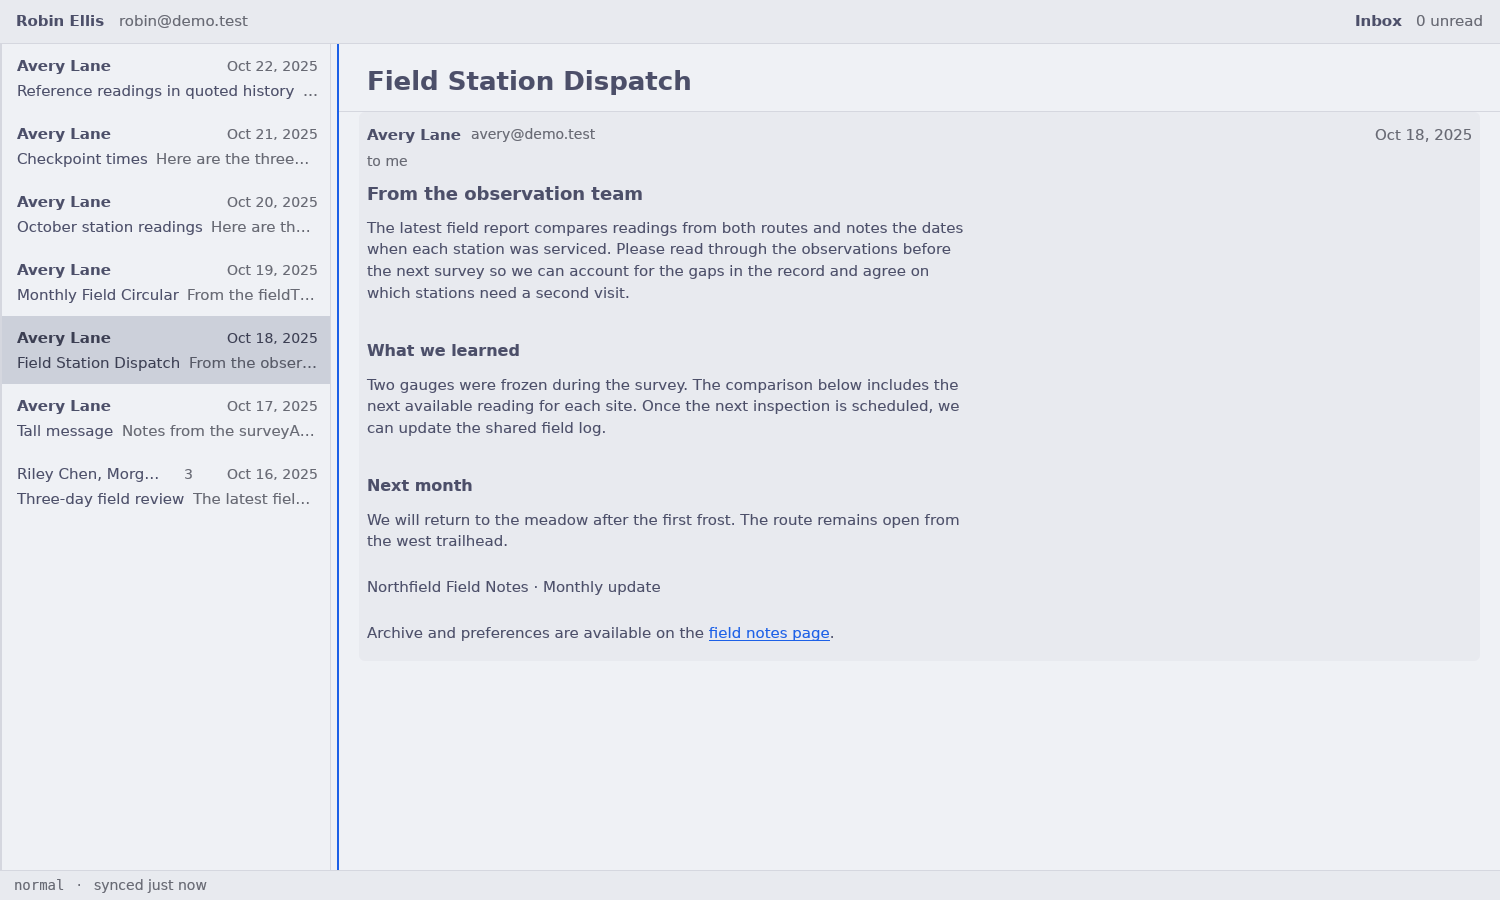 Robin Ellis robin@demo.test
Inbox 0 unread
Avery Lane Oct 22, 2025
Reference readings in quoted history …
Avery Lane Oct 21, 2025
Checkpoint times Here are the three…
Avery Lane Oct 20, 2025
October station readings Here are th…
Avery Lane Oct 19, 2025
Monthly Field Circular From the fieldT…
Avery Lane Oct 18, 2025
Field Station Dispatch From the obser…
Avery Lane Oct 17, 2025
Tall message Notes from the surveyA…
Riley Chen, Morg… 3 Oct 16, 2025
Three-day field review The latest fiel…
Field Station Dispatch
Avery Lane avery@demo.test Oct 18, 2025
to me
From the observation team
The latest field report compares readings from both routes and notes the dates
when each station was serviced. Please read through the observations before
the next survey so we can account for the gaps in the record and agree on
which stations need a second visit.
What we learned
Two gauges were frozen during the survey. The comparison below includes the
next available reading for each site. Once the next inspection is scheduled, we
can update the shared field log.
Next month
We will return to the meadow after the first frost. The route remains open from
the west trailhead.
Northfield Field Notes · Monthly update
Archive and preferences are available on the field notes page.
normal · synced just now